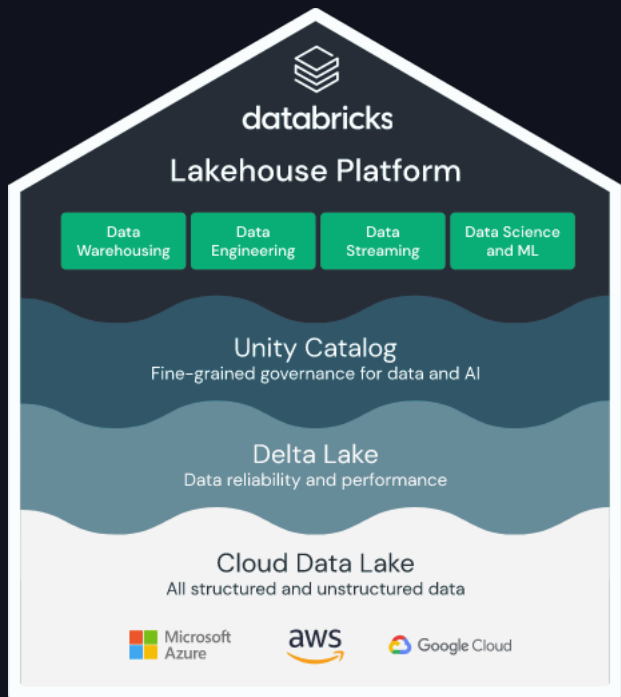 databricks
Lakehouse Platform
Data
Warehousing
Data
Engineering
Data
Streaming
Data Science
and ML
Unity Catalog
Fine-grained governance for data and AI
Delta Lake
Data reliability and performance
Cloud Data Lake
All structured and unstructured data
Microsoft
Azure
aws
Google Cloud